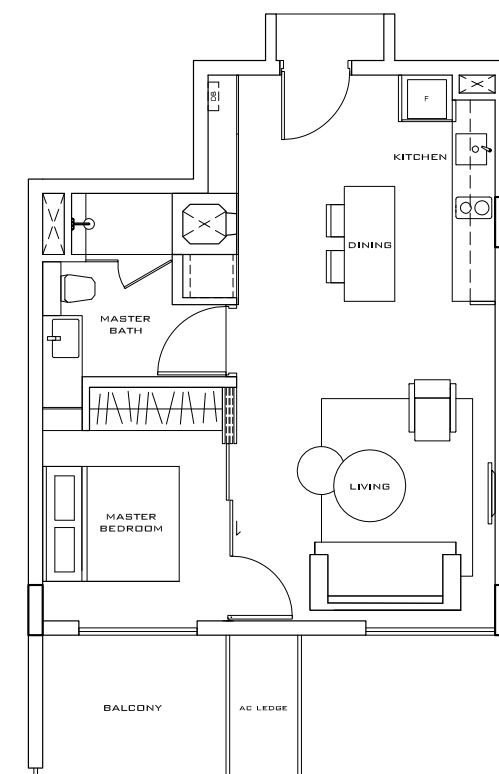 DB
F
KITCHEN
DINING
MASTER
BATH
LIVING
MASTER
BEDROOM
BALCONY
AC LEDGE